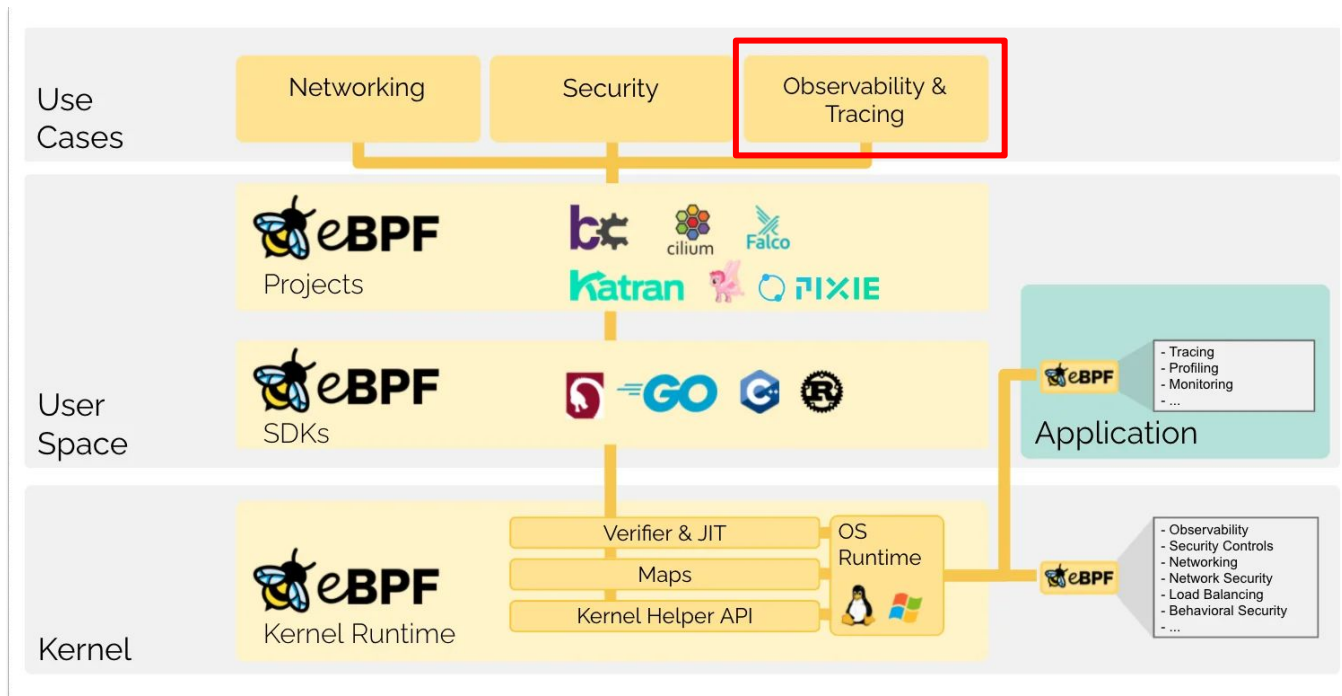 Use
Cases
Networking
Security
Observability &
Tracing
eBPF
Projects
bcc
cilium
Falco
Katran
PIXIE
User
Space
eBPF
SDKs
GO
C
R
eBPF
- Tracing
- Profiling
- Monitoring
- ...
Application
Kernel
eBPF
Kernel Runtime
Verifier & JIT
Maps
Kernel Helper API
OS
Runtime
eBPF
- Observability
- Security Controls
- Networking
- Network Security
- Load Balancing
- Behavioral Security
- ...